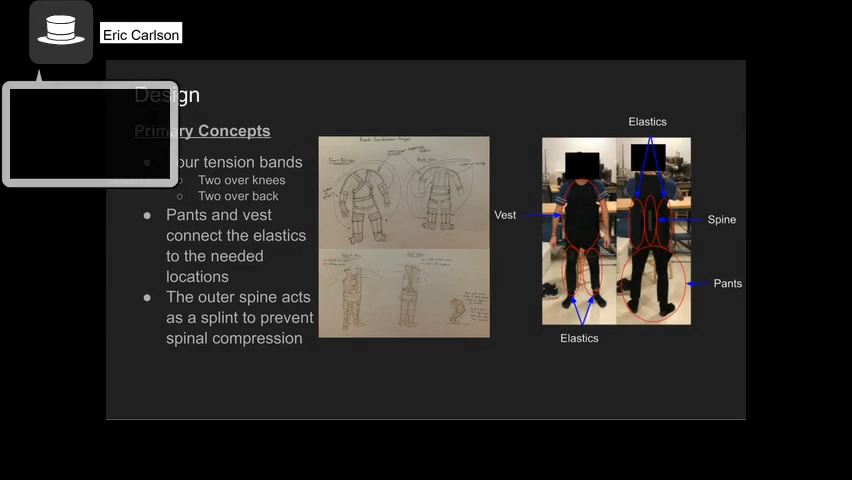 Eric Carlson
Design
Primary Concepts
● our tension bands
○ Two over knees
○ Two over back
● Pants and vest
connect the elastics
to the needed
locations
● The outer spine acts
as a splint to prevent
spinal compression
Elastics
Vest
Spine
Pants
Elastics